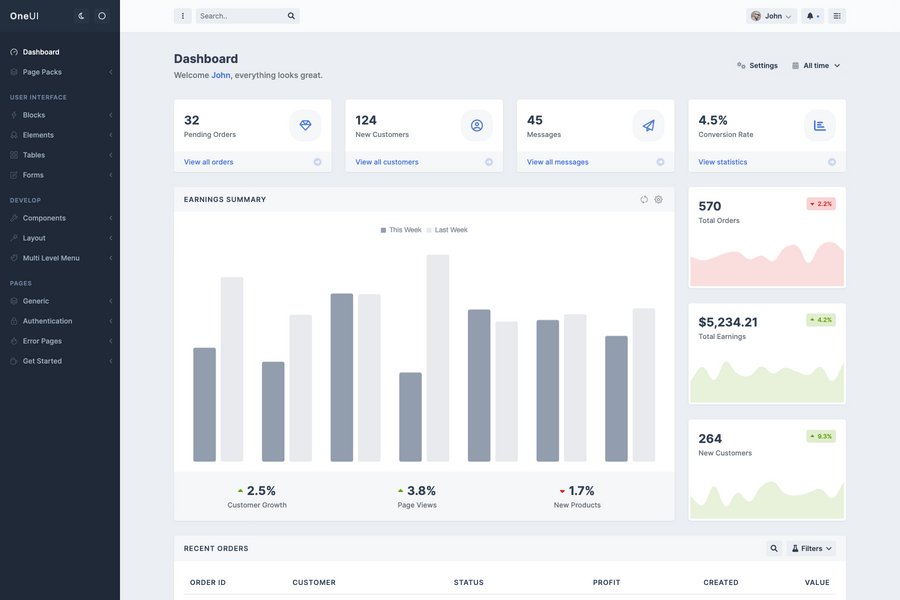 OneUI
Search..
John
Dashboard
Page Packs
USER INTERFACE
Blocks
Elements
Tables
Forms
DEVELOP
Components
Layout
Multi Level Menu
PAGES
Generic
Authentication
Error Pages
Get Started
Dashboard
Welcome John, everything looks great.
Settings
All time
32
Pending Orders
View all orders
124
New Customers
View all customers
45
Messages
View all messages
4.5%
Conversion Rate
View statistics
EARNINGS SUMMARY
This Week Last Week
2.5%
Customer Growth
3.8%
Page Views
1.7%
New Products
570
2.2%
Total Orders
$5,234.21
4.2%
Total Earnings
264
9.3%
New Customers
RECENT ORDERS
Filters
ORDER ID CUSTOMER STATUS PROFIT CREATED VALUE